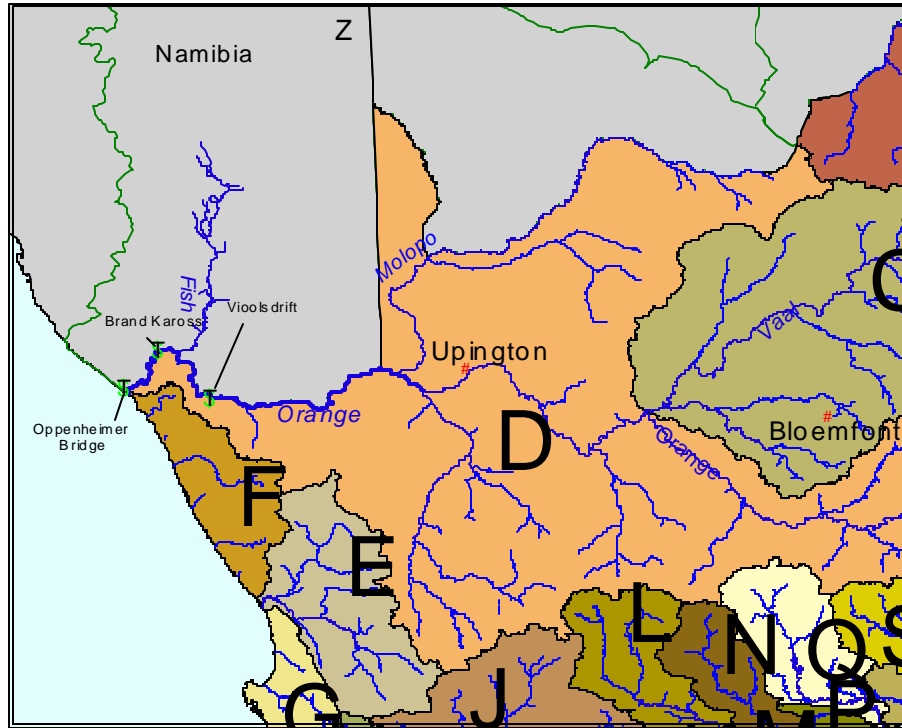 Z
Namibia
Molopo
Fish
Vioolsdrift
Brand Kaross
C
Vaal
Upington
#
Orange
#
Oppenheimer
Bridge
D
Bloemfont
Orange
F
E
L
N
Q
S
G
J
P
M
T
T
T